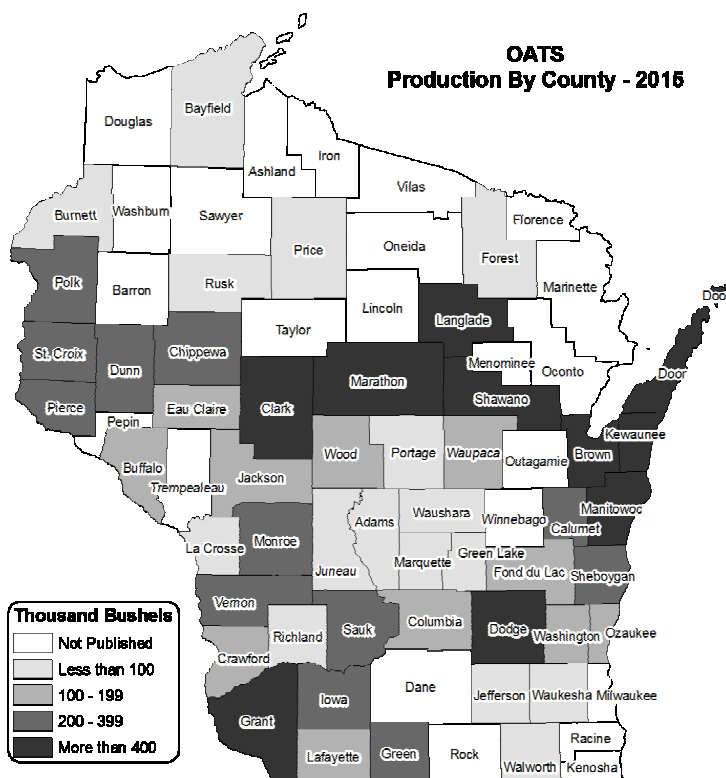 OATS
Production By County - 2015
Douglas
Bayfield
Ashland
Iron
Vilas
Burnett
Washburn
Sawyer
Price
Oneida
Forest
Florence
Marinette
Polk
Barron
Rusk
Lincoln
Langlade
Door
Taylor
St. Croix
Dunn
Chippewa
Marathon
Menominee
Oconto
Door
Pierce
Pepin
Eau Claire
Clark
Shawano
Kewaunee
Buffalo
Trempealeau
Jackson
Wood
Portage
Waupaca
Outagamie
Brown
La Crosse
Monroe
Juneau
Adams
Waushara
Winnebago
Calumet
Manitowoc
Marquette
Green Lake
Fond du Lac
Sheboygan
Vernon
Richland
Sauk
Columbia
Dodge
Washington
Ozaukee
Crawford
Grant
Iowa
Dane
Jefferson
Waukesha
Milwaukee
Lafayette
Green
Rock
Walworth
Racine
Kenosha
Thousand Bushels
Not Published
Less than 100
100 - 199
200 - 399
More than 400